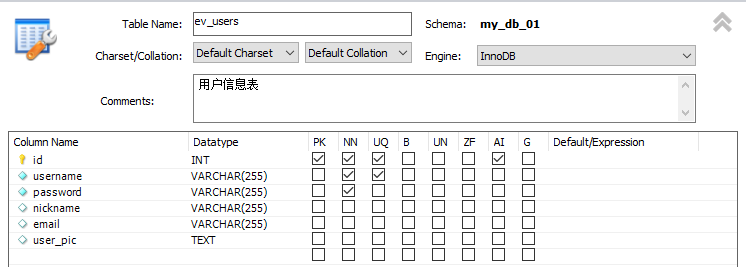 Table Name: ev_users Schema: my_db_01
Charset/Collation: Default Charset Default Collation Engine: InnoDB
Comments: 用户信息表
Column Name Datatype PK NN UQ B UN ZF AI G Default/Expression
id INT
username VARCHAR(255)
password VARCHAR(255)
nickname VARCHAR(255)
email VARCHAR(255)
user_pic TEXT